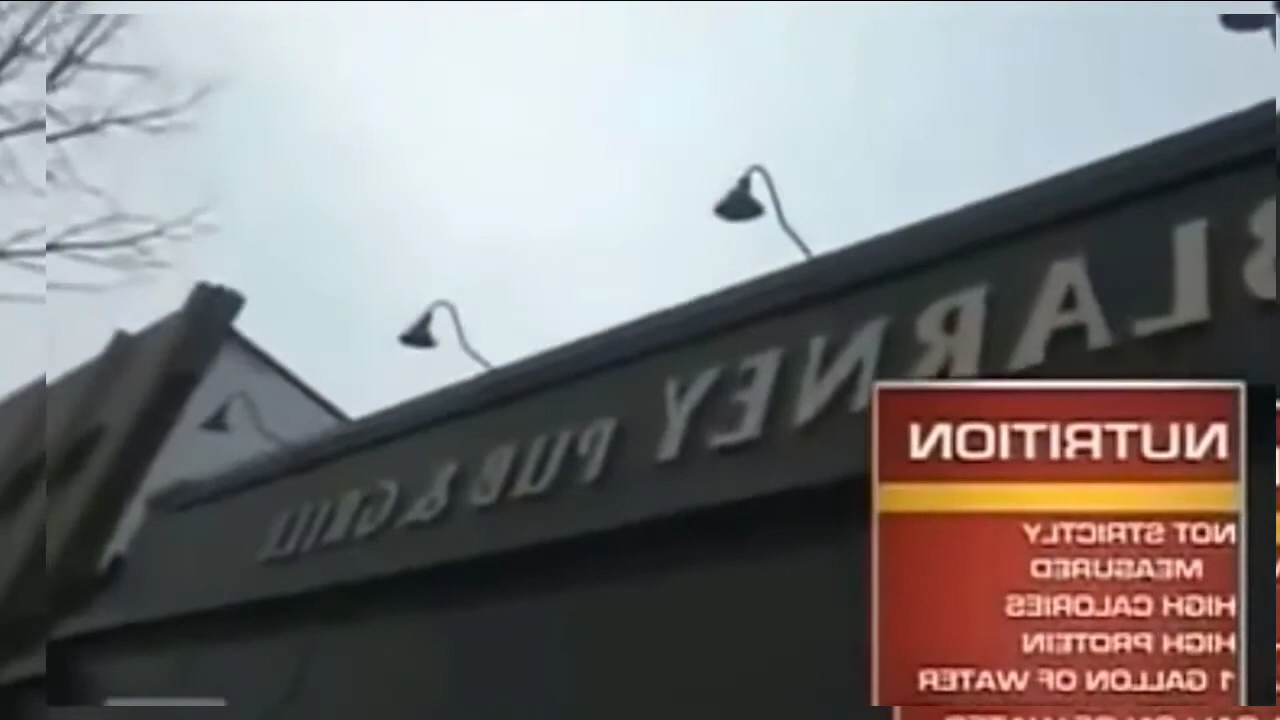 BLARNEY PUB & GRILL
NUTRITION
NOT STRICTLY
MEASURED
HIGH CALORIES
HIGH PROTEIN
1 GALLON OF WATER